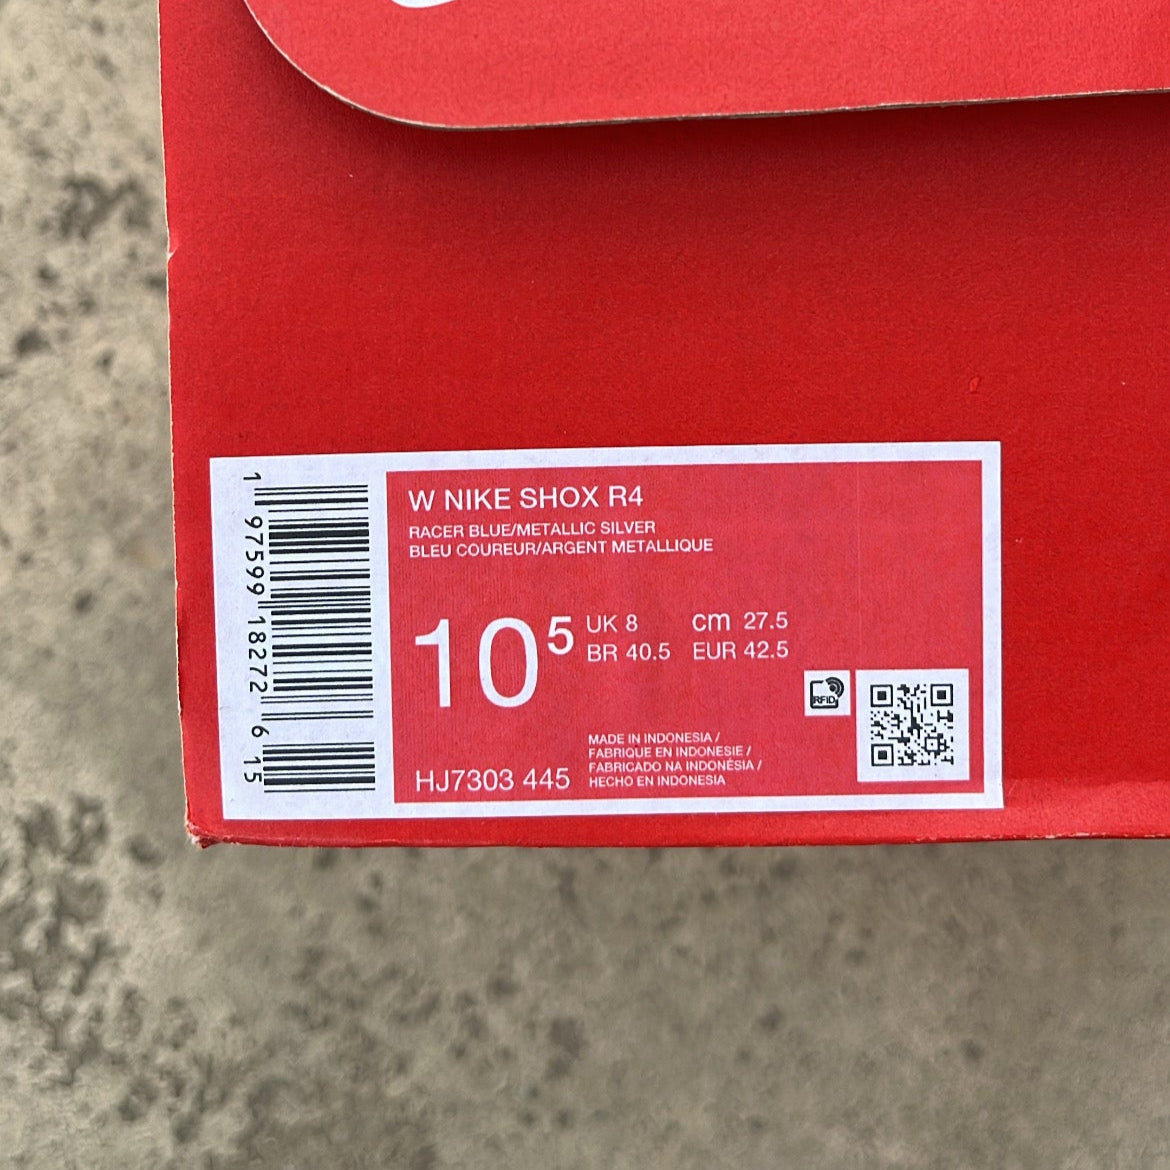 W NIKE SHOX R4
RACER BLUE/METALLIC SILVER
BLEU COUREUR/ARGENT METALLIQUE
10⁵
UK 8 cm 27.5
BR 40.5 EUR 42.5
RFID
MADE IN INDONESIA /
FABRIQUE EN INDONESIE /
FABRICADO NA INDONÉSIA /
HECHO EN INDONESIA
HJ7303 445
1 97599 18272 6 15